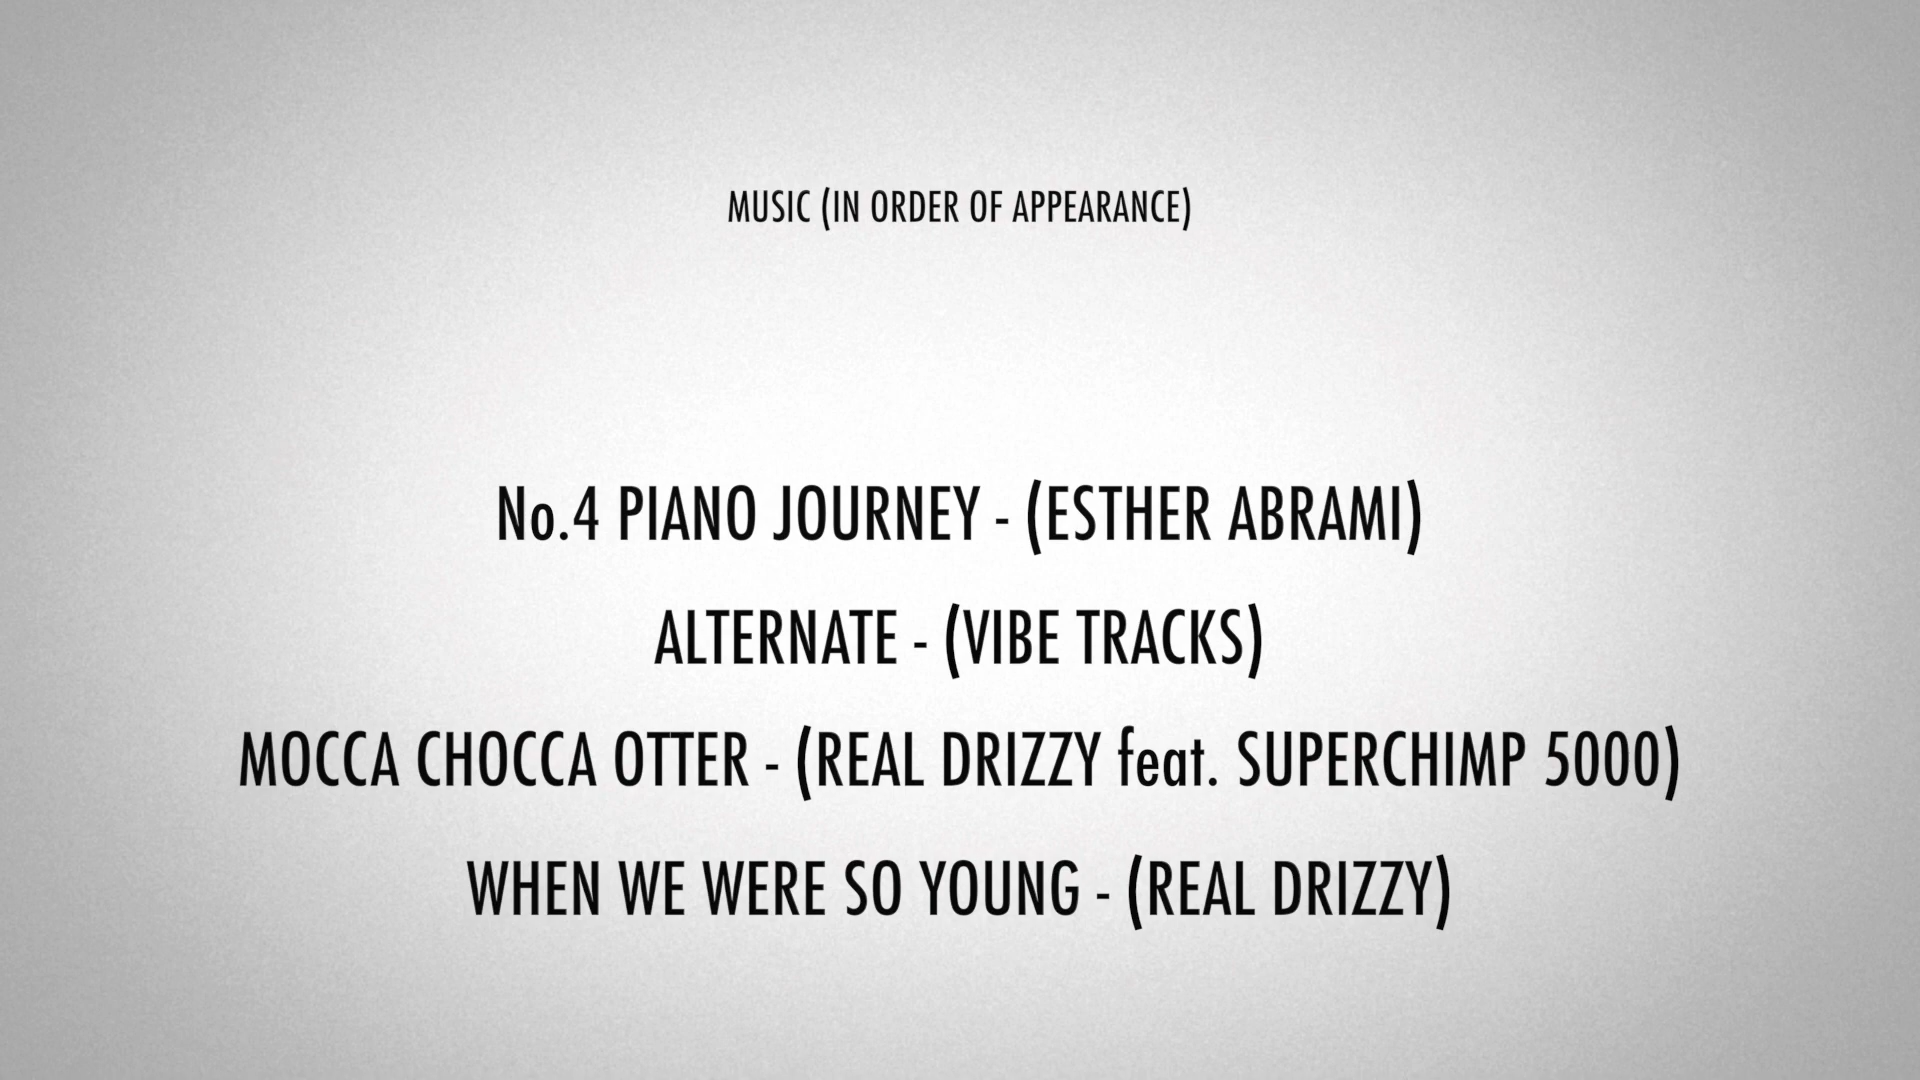 MUSIC (IN ORDER OF APPEARANCE)
No.4 PIANO JOURNEY - (ESTHER ABRAMI)
ALTERNATE - (VIBE TRACKS)
MOCCA CHOCCA OTTER - (REAL DRIZZY feat. SUPERCHIMP 5000)
WHEN WE WERE SO YOUNG - (REAL DRIZZY)